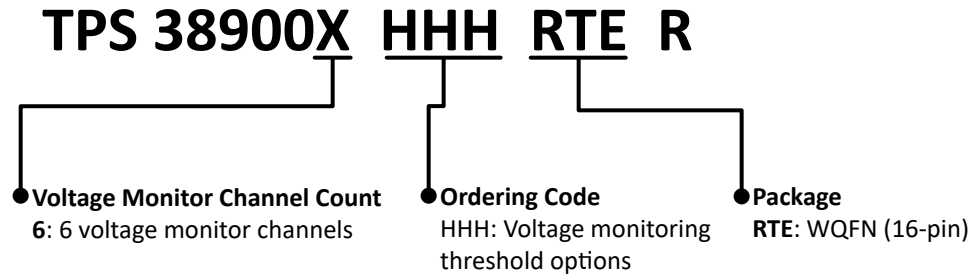 TPS 38900X HHH RTE R
Voltage Monitor Channel Count
6: 6 voltage monitor channels
Ordering Code
HHH: Voltage monitoring
threshold options
Package
RTE: WQFN (16-pin)